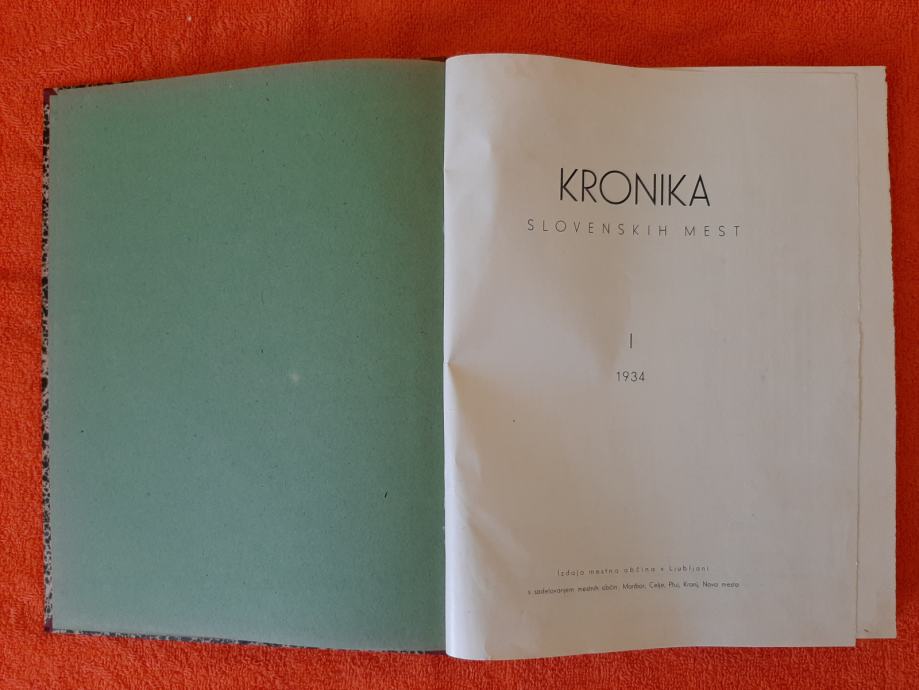 KRONIKA
SLOVENSKIH MEST
I
1934
Izdaja mestna občina v Ljubljani
s sodelovanjem mestnih občin: Maribor, Celje, Ptuj, Kranj, Novo mesto